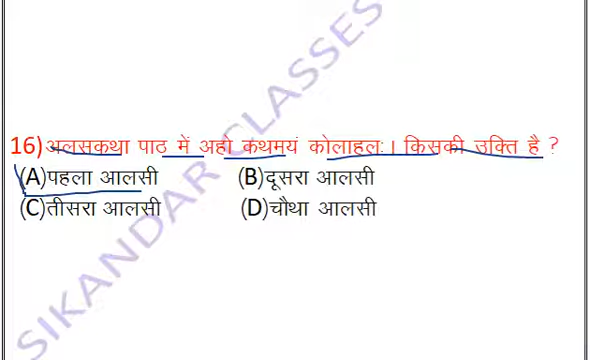 16) अलसकथा पाठ में अहो कथमयं कोलाहलः। किसकी उक्ति है ?
(A)पहला आलसी (B)दूसरा आलसी
(C)तीसरा आलसी (D)चौथा आलसी
SIKANDAR CLASSES